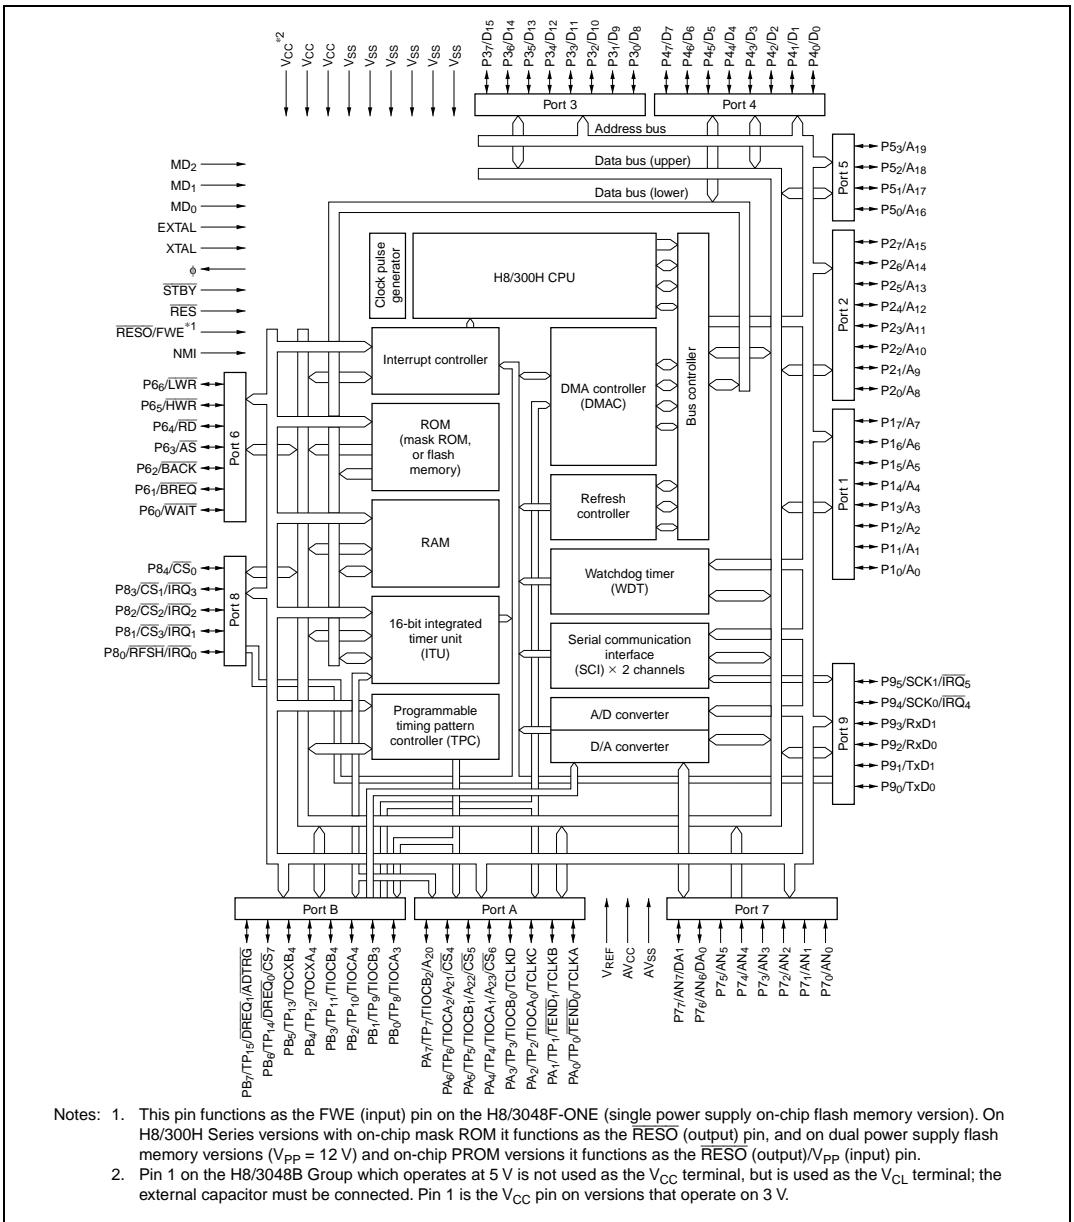 VCC*2
VCC
VCC
VSS
VSS
VSS
VSS
VSS
VSS
P37/D15
P36/D14
P35/D13
P34/D12
P33/D11
P32/D10
P31/D9
P30/D8
P47/D7
P46/D6
P45/D5
P44/D4
P43/D3
P42/D2
P41/D1
P40/D0
Port 3
Port 4
Address bus
Data bus (upper)
Data bus (lower)
MD2
MD1
MD0
EXTAL
XTAL
φ
STBY
RES
RESO/FWE*1
NMI
P66/LWR
P65/HWR
P64/RD
P63/AS
P62/BACK
P61/BREQ
P60/WAIT
Port 6
P84/CS0
P83/CS1/IRQ3
P82/CS2/IRQ2
P81/CS3/IRQ1
P80/RFSH/IRQ0
Port 8
Clock pulse
generator
H8/300H CPU
Interrupt controller
ROM
(mask ROM,
or flash
memory)
RAM
16-bit integrated
timer unit
(ITU)
Programmable
timing pattern
controller (TPC)
DMA controller
(DMAC)
Refresh
controller
Bus controller
Watchdog timer
(WDT)
Serial communication
interface
(SCI) × 2 channels
A/D converter
D/A converter
Port 5
P53/A19
P52/A18
P51/A17
P50/A16
Port 2
P27/A15
P26/A14
P25/A13
P24/A12
P23/A11
P22/A10
P21/A9
P20/A8
Port 1
P17/A7
P16/A6
P15/A5
P14/A4
P13/A3
P12/A2
P11/A1
P10/A0
Port 9
P95/SCK1/IRQ5
P94/SCK0/IRQ4
P93/RxD1
P92/RxD0
P91/TxD1
P90/TxD0
Port B
Port A
Port 7
PB7/TP15/DREQ1/ADTRG
PB6/TP14/DREQ0/CS7
PB5/TP13/TOCXB4
PB4/TP12/TOCXA4
PB3/TP11/TIOCB4
PB2/TP10/TIOCA4
PB1/TP9/TIOCB3
PB0/TP8/TIOCA3
PA7/TP7/TIOCB2/A20
PA6/TP6/TIOCA2/A21/CS4
PA5/TP5/TIOCB1/A22/CS5
PA4/TP4/TIOCA1/A23/CS6
PA3/TP3/TIOCB0/TCLKD
PA2/TP2/TIOCA0/TCLKC
PA1/TP1/TEND1/TCLKB
PA0/TP0/TEND0/TCLKA
VREF
AVCC
AVSS
P77/AN7/DA1
P76/AN6/DA0
P75/AN5
P74/AN4
P73/AN3
P72/AN2
P71/AN1
P70/AN0
Notes: 1. This pin functions as the FWE (input) pin on the H8/3048F-ONE (single power supply on-chip flash memory version). On
H8/300H Series versions with on-chip mask ROM it functions as the RESO (output) pin, and on dual power supply flash
memory versions (VPP = 12 V) and on-chip PROM versions it functions as the RESO (output)/VPP (input) pin.
2. Pin 1 on the H8/3048B Group which operates at 5 V is not used as the VCC terminal, but is used as the VCL terminal; the
external capacitor must be connected. Pin 1 is the VCC pin on versions that operate on 3 V.